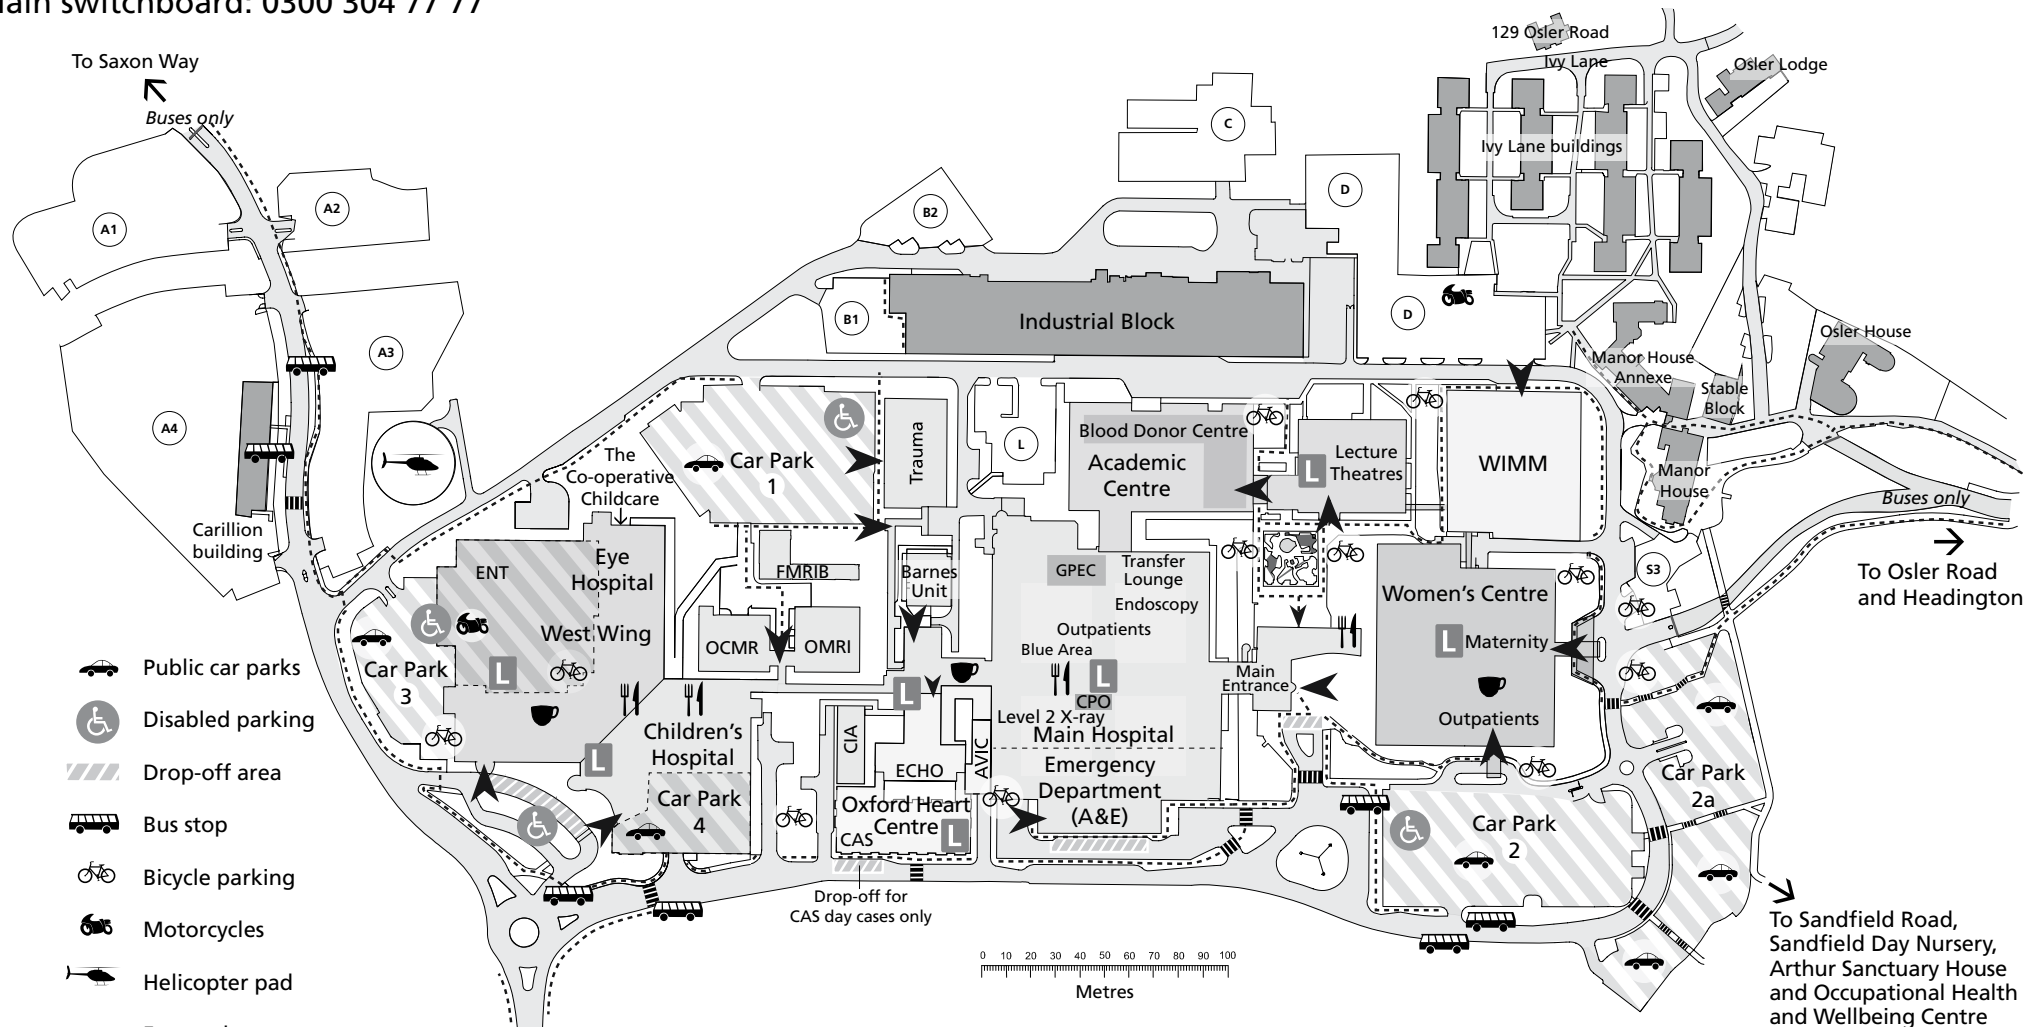 ain switchboard: 0300 304 77 77
To Saxon Way
Buses only
A1
A2
A3
A4
B2
B1
C
D
D
129 Osler Road
Ivy Lane
Osler Lodge
Ivy Lane buildings
Industrial Block
Osler House
Manor House
Annexe
Stable
Block
Manor
House
Buses only
To Osler Road
and Headington
Carillion
building
The
Co-operative
Childcare
Car Park
1
Trauma
L
Blood Donor Centre
Academic
Centre
L
Lecture
Theatres
WIMM
S3
ENT
Eye
Hospital
West Wing
L
Car Park
3
FMRIB
OCMR
OMRI
Barnes
Unit
GPEC
Transfer
Lounge
Endoscopy
Outpatients
Blue Area
L
CPO
Level 2 X-ray
Main Hospital
Main
Entrance
Women's Centre
L
Maternity
Outpatients
Children's
Hospital
L
Car Park
4
L
CIA
AVIC
ECHO
Oxford Heart
Centre
L
CAS
Emergency
Department
(A&E)
Drop-off for
CAS day cases only
Car Park
2
Car Park
2a
To Sandfield Road,
Sandfield Day Nursery,
Arthur Sanctuary House
and Occupational Health
and Wellbeing Centre
0 10 20 30 40 50 60 70 80 90 100
Metres
Public car parks
Disabled parking
Drop-off area
Bus stop
Bicycle parking
Motorcycles
Helicopter pad